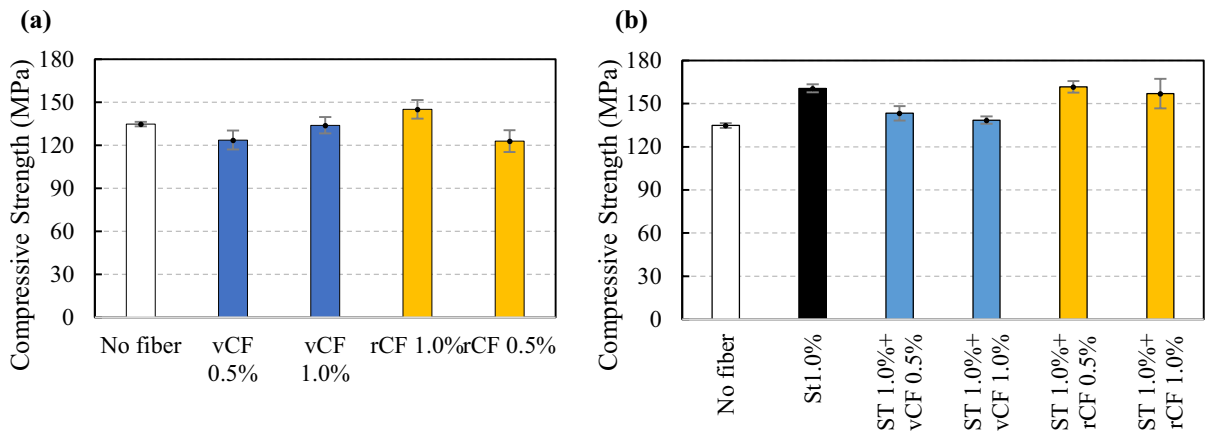 (a)
Compressive Strength (MPa)
180
150
120
90
60
30
0
No fiber
vCF
0.5%
vCF
1.0%
rCF 1.0%
rCF 0.5%
(b)
Compressive Strength (MPa)
180
150
120
90
60
30
0
No fiber
St1.0%
ST 1.0%+
vCF 0.5%
ST 1.0%+
vCF 1.0%
ST 1.0%+
rCF 0.5%
ST 1.0%+
rCF 1.0%